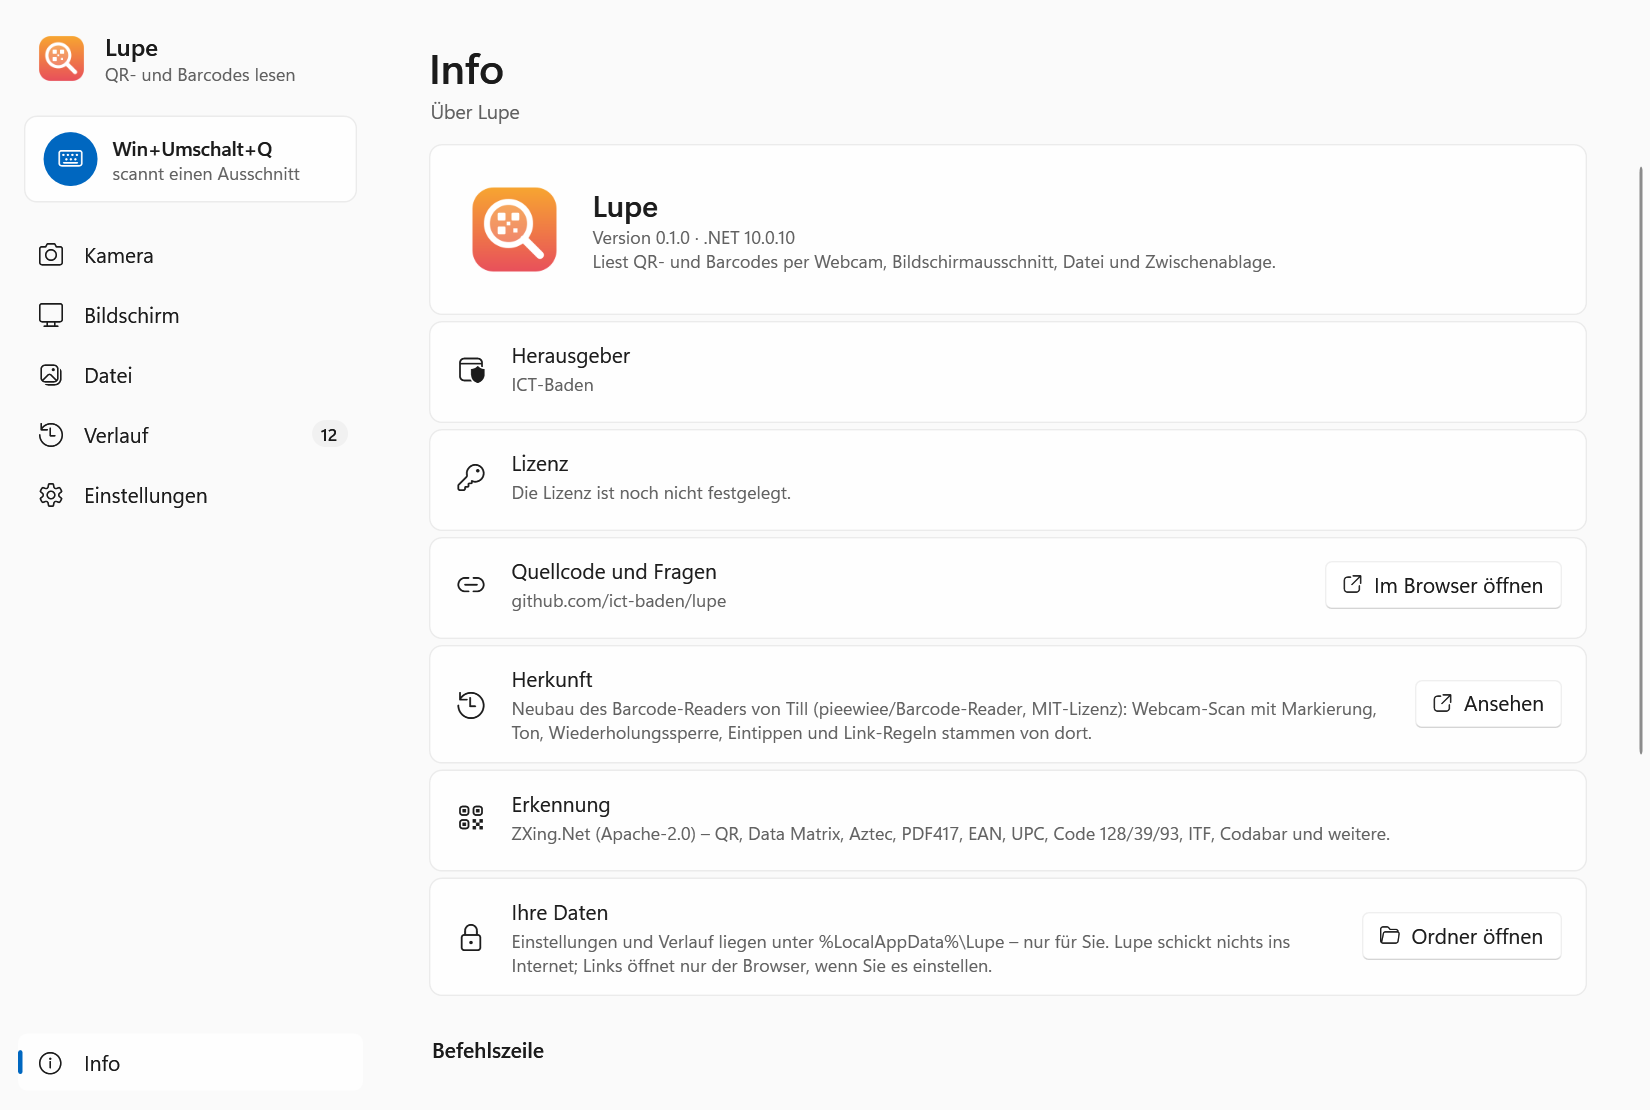 Lupe
QR- und Barcodes lesen
Win+Umschalt+Q
scannt einen Ausschnitt
Kamera
Bildschirm
Datei
Verlauf
12
Einstellungen
Info
Info
Über Lupe
Lupe
Version 0.1.0 · .NET 10.0.10
Liest QR- und Barcodes per Webcam, Bildschirmausschnitt, Datei und Zwischenablage.
Herausgeber
ICT-Baden
Lizenz
Die Lizenz ist noch nicht festgelegt.
Quellcode und Fragen
github.com/ict-baden/lupe
Im Browser öffnen
Herkunft
Neubau des Barcode-Readers von Till (pieewiee/Barcode-Reader, MIT-Lizenz): Webcam-Scan mit Markierung,
Ton, Wiederholungssperre, Eintippen und Link-Regeln stammen von dort.
Ansehen
Erkennung
ZXing.Net (Apache-2.0) – QR, Data Matrix, Aztec, PDF417, EAN, UPC, Code 128/39/93, ITF, Codabar und weitere.
Ihre Daten
Einstellungen und Verlauf liegen unter %LocalAppData%\Lupe – nur für Sie. Lupe schickt nichts ins
Internet; Links öffnet nur der Browser, wenn Sie es einstellen.
Ordner öffnen
Befehlszeile